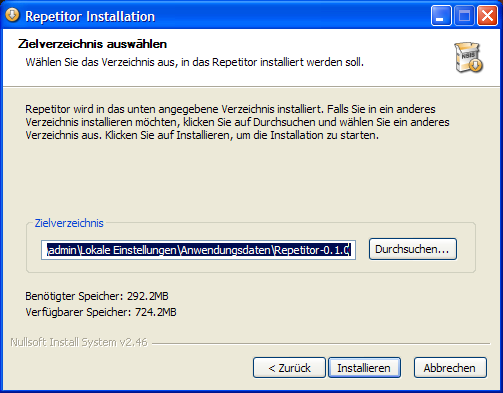 Repetitor Installation
Zielverzeichnis auswählen
Wählen Sie das Verzeichnis aus, in das Repetitor installiert werden soll.
NSIS
Repetitor wird in das unten angegebene Verzeichnis installiert. Falls Sie in ein anderes
Verzeichnis installieren möchten, klicken Sie auf Durchsuchen und wählen Sie ein anderes
Verzeichnis aus. Klicken Sie auf Installieren, um die Installation zu starten.
Zielverzeichnis
\admin\Lokale Einstellungen\Anwendungsdaten\Repetitor-0.1.0
Durchsuchen...
Benötigter Speicher: 292.2MB
Verfügbarer Speicher: 724.2MB
Nullsoft Install System v2.46
< Zurück
Installieren
Abbrechen